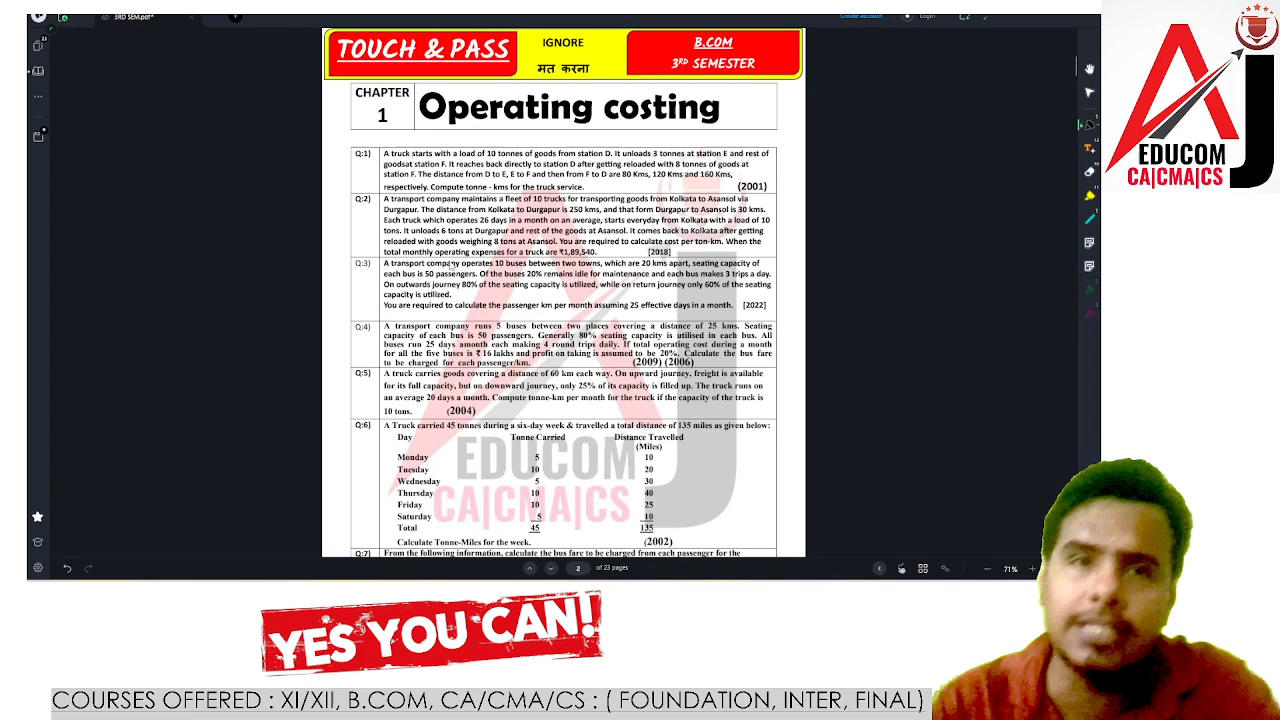 3RD SEM.pdf*
Create account
Login
TOUCH & PASS
IGNORE
मत करना
B.COM
3RD SEMESTER
CHAPTER
1
Operating costing
Q:1) A truck starts with a load of 10 tonnes of goods from station D. It unloads 3 tonnes at station E and rest of
goodsat station F. It reaches back directly to station D after getting reloaded with 8 tonnes of goods at
station F. The distance from D to E, E to F and then from F to D are 80 Kms, 120 Kms and 160 Kms,
respectively. Compute tonne - kms for the truck service. (2001)
Q:2) A transport company maintains a fleet of 10 trucks for transporting goods from Kolkata to Asansol via
Durgapur. The distance from Kolkata to Durgapur is 250 kms, and that form Durgapur to Asansol is 30 kms.
Each truck which operates 26 days in a month on an average, starts everyday from Kolkata with a load of 10
tons. It unloads 6 tons at Durgapur and rest of the goods at Asansol. It comes back to Kolkata after getting
reloaded with goods weighing 8 tons at Asansol. You are required to calculate cost per ton-km. When the
total monthly operating expenses for a truck are ₹1,89,540. [2018]
Q:3) A transport company operates 10 buses between two towns, which are 20 kms apart, seating capacity of
each bus is 50 passengers. Of the buses 20% remains idle for maintenance and each bus makes 3 trips a day.
On outwards journey 80% of the seating capacity is utilized, while on return journey only 60% of the seating
capacity is utilized.
You are required to calculate the passenger km per month assuming 25 effective days in a month. [2022]
Q:4) A transport company runs 5 buses between two places covering a distance of 25 kms. Seating
capacity of each bus is 50 passengers. Generally 80% seating capacity is utilised in each bus. All
buses run 25 days amonth each making 4 round trips daily. If total operating cost during a month
for all the five buses is ₹ 16 lakhs and profit on taking is assumed to be 20%. Calculate the bus fare
to be charged for each passenger/km. (2009) (2006)
Q:5) A truck carries goods covering a distance of 60 km each way. On upward journey, freight is available
for its full capacity, but on downward journey, only 25% of its capacity is filled up. The truck runs on
an average 20 days a month. Compute tonne-km per month for the truck if the capacity of the truck is
10 tons. (2004)
Q:6) A Truck carried 45 tonnes during a six-day week & travelled a total distance of 135 miles as given below:
Day Tonne Carried Distance Travelled
(Miles)
Monday 5 10
Tuesday 10 20
Wednesday 5 30
Thursday 10 40
Friday 10 25
Saturday 5 10
Total 45 135
Calculate Tonne-Miles for the week. (2002)
Q:7) From the following information, calculate the bus fare to be charged from each passenger for the
EDUCOM
CA|CMA|CS
2 of 23 pages
71%
AJ
EDUCOM
CA|CMA|CS
YES YOU CAN!
COURSES OFFERED : XI/XII, B.COM, CA/CMA/CS : ( FOUNDATION, INTER, FINAL)